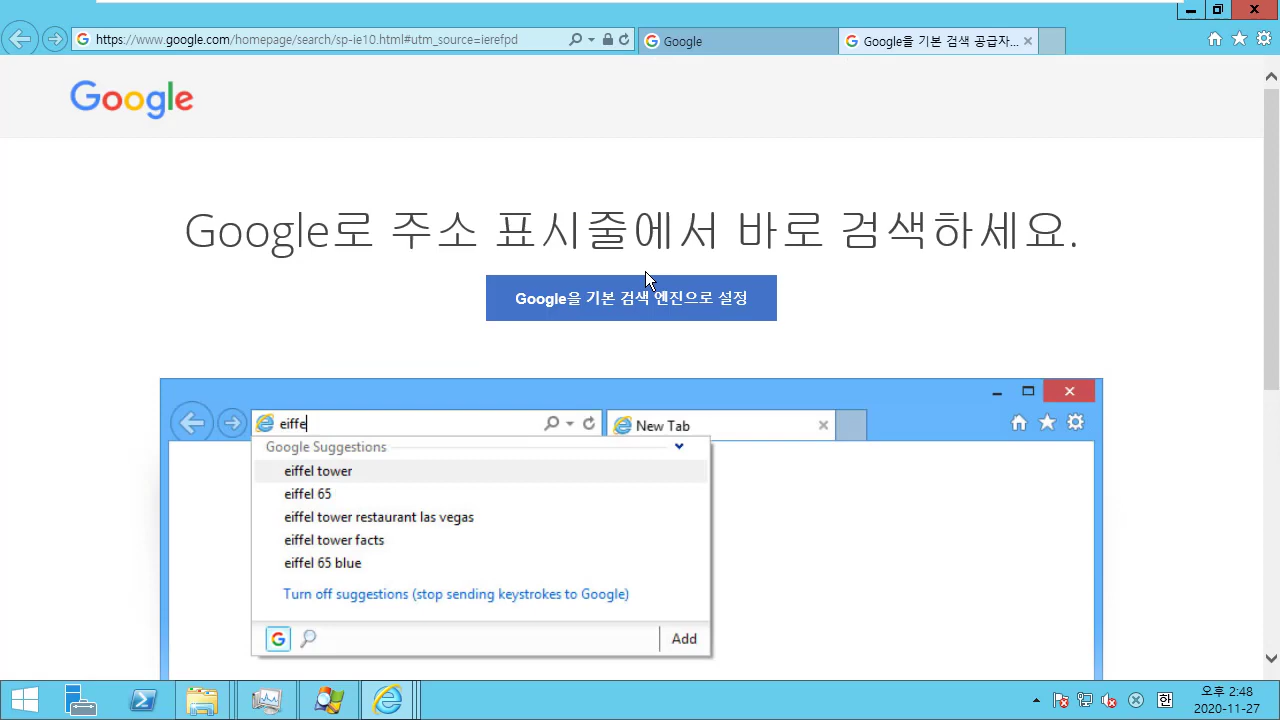 https://www.google.com/homepage/search/sp-ie10.html#utm_source=ierefpd
Google
Google을 기본 검색 공급자...
Google
Google로 주소 표시줄에서 바로 검색하세요.
Google을 기본 검색 엔진으로 설정
eiffe
New Tab
Google Suggestions
eiffel tower
eiffel 65
eiffel tower restaurant las vegas
eiffel tower facts
eiffel 65 blue
Turn off suggestions (stop sending keystrokes to Google)
G
Add
한
오후 2:48
2020-11-27